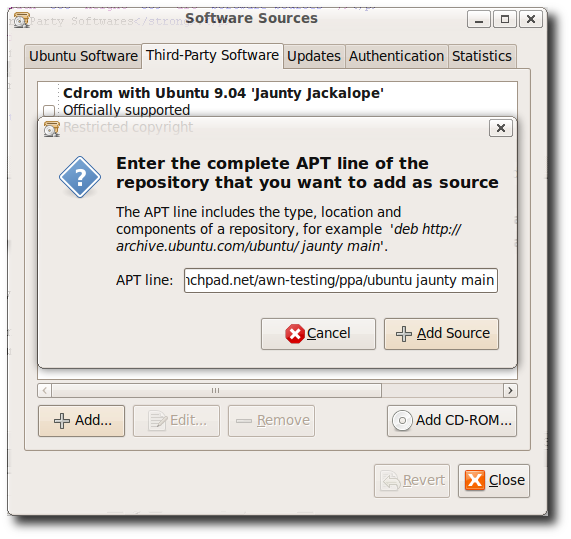 Software Sources
Ubuntu Software Third-Party Software Updates Authentication Statistics
Cdrom with Ubuntu 9.04 'Jaunty Jackalope'
Officially supported
Restricted copyright
Enter the complete APT line of the
repository that you want to add as source
The APT line includes the type, location and
components of a repository, for example 'deb http://
archive.ubuntu.com/ubuntu/ jaunty main'.
APT line: nchpad.net/awn-testing/ppa/ubuntu jaunty main
Cancel Add Source
Add... Edit... Remove Add CD-ROM...
Revert Close